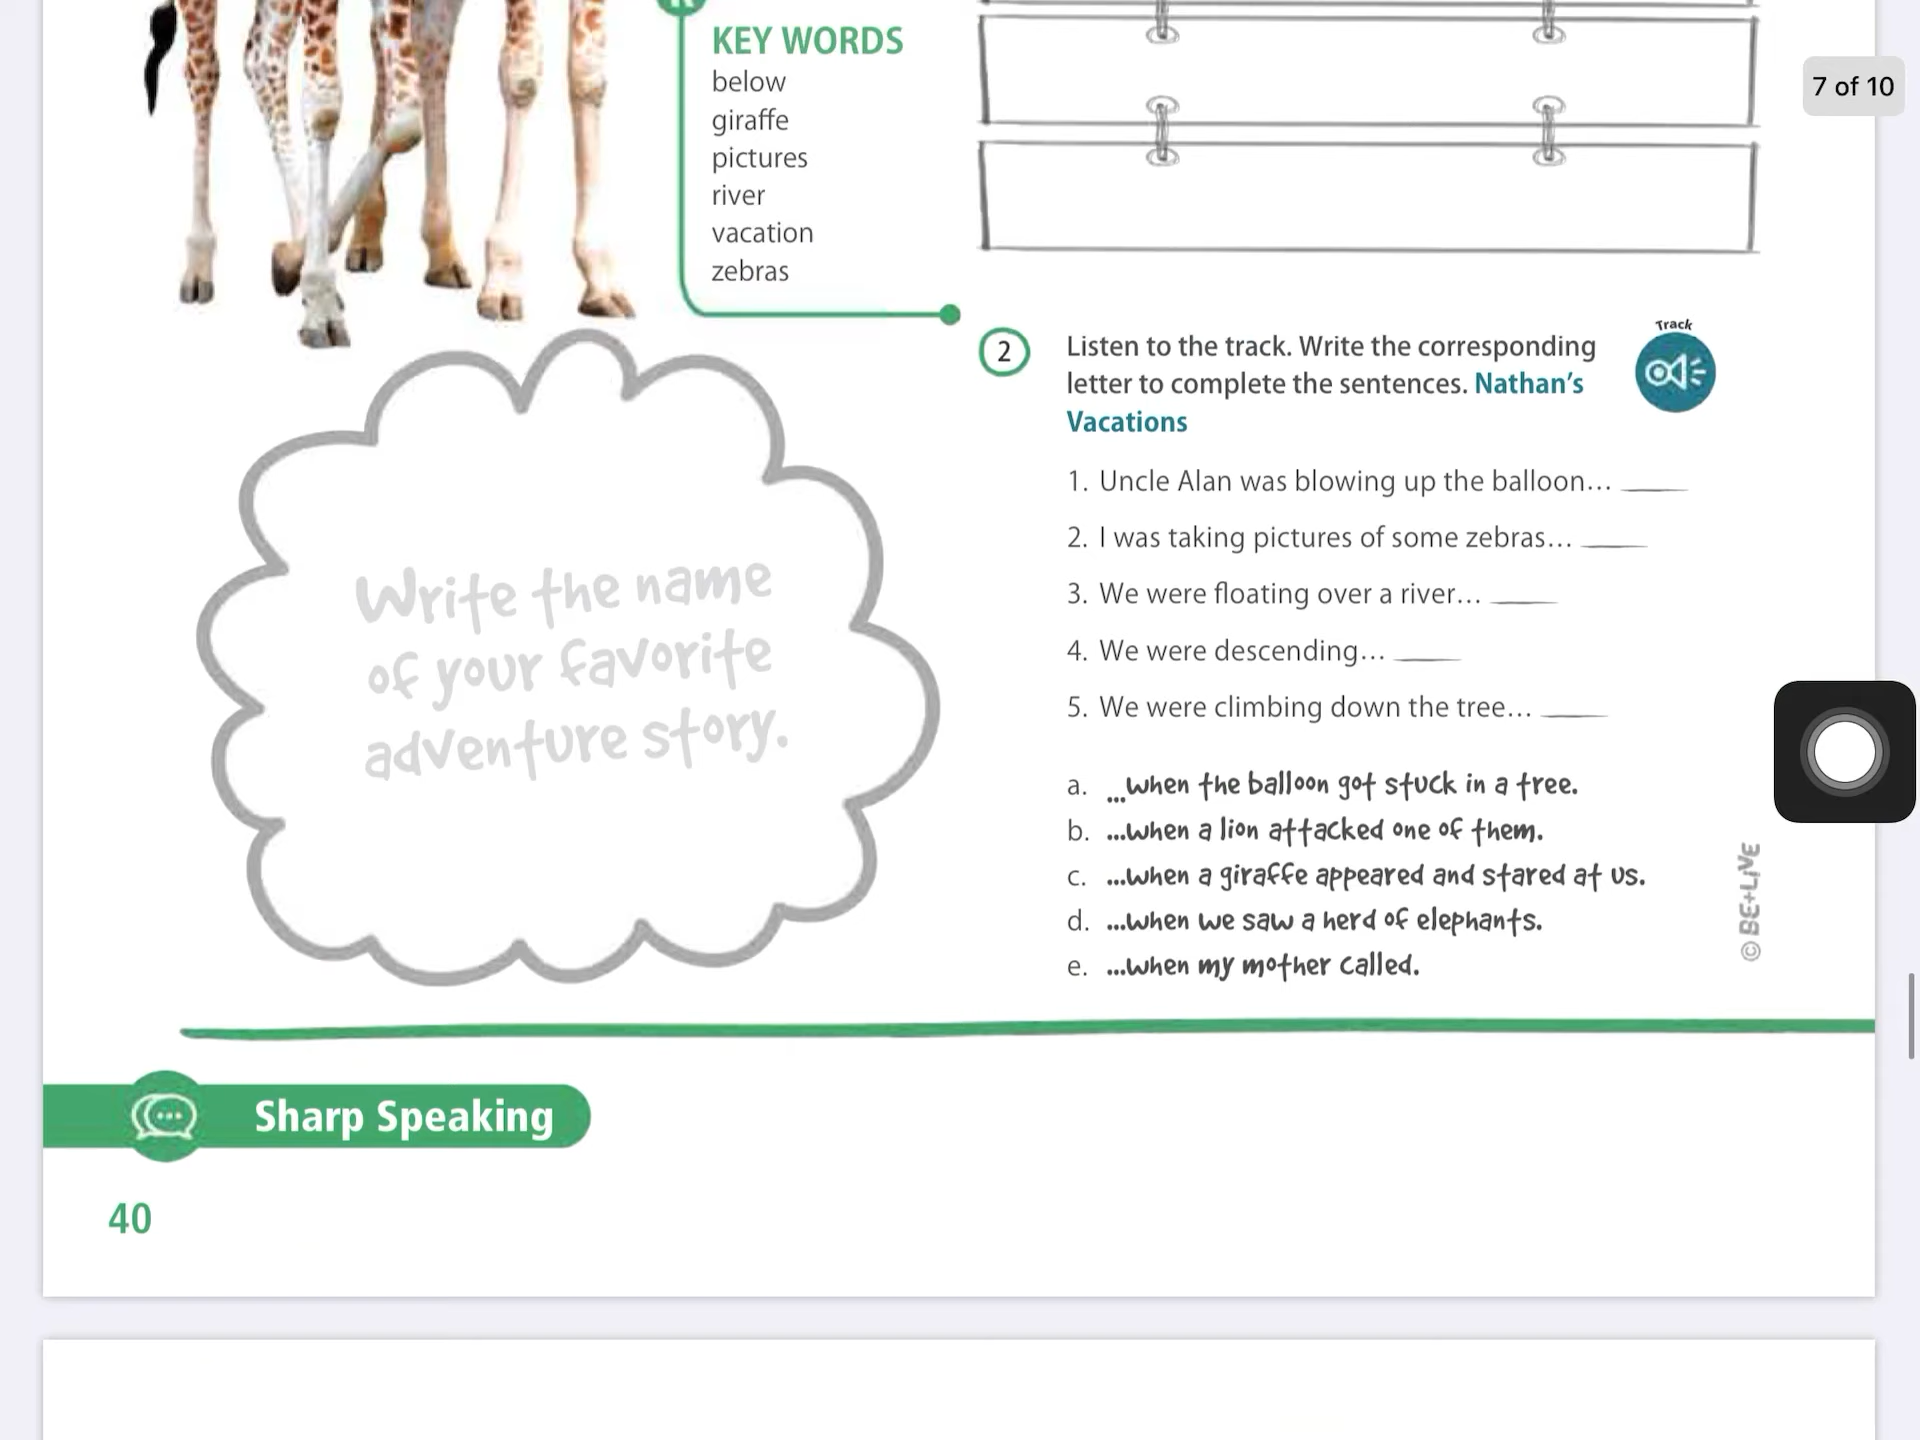 KEY WORDS
below
giraffe
pictures
river
vacation
zebras
7 of 10
2
Listen to the track. Write the corresponding
letter to complete the sentences. Nathan's
Vacations
Track
1. Uncle Alan was blowing up the balloon... ____
2. I was taking pictures of some zebras... ____
3. We were floating over a river... ____
4. We were descending... ____
5. We were climbing down the tree... ____
a. ...when the balloon got stuck in a tree.
b. ...when a lion attacked one of them.
c. ...when a giraffe appeared and stared at us.
d. ...when we saw a herd of elephants.
e. ...when my mother called.
Write the name
of your favorite
adventure story.
© BE+LIVE
Sharp Speaking
40